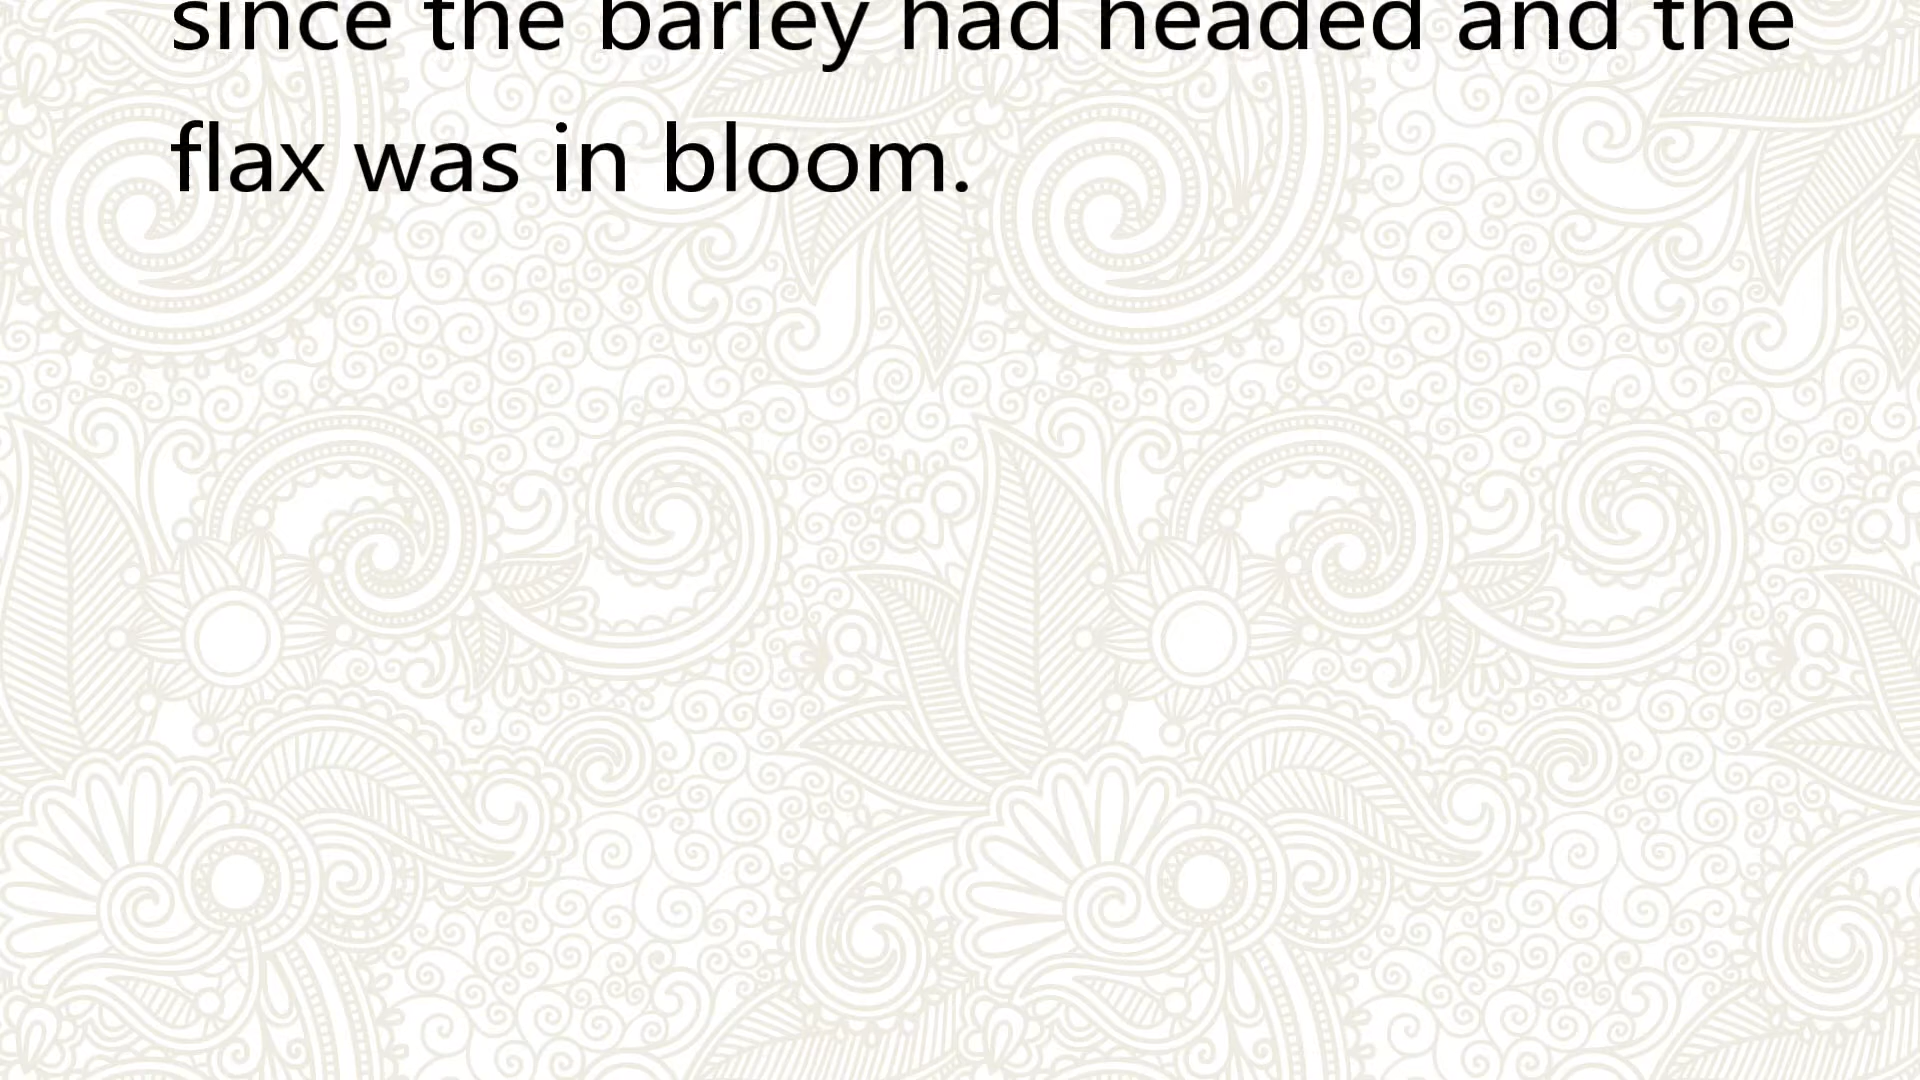 since the barley had headed and the
flax was in bloom.